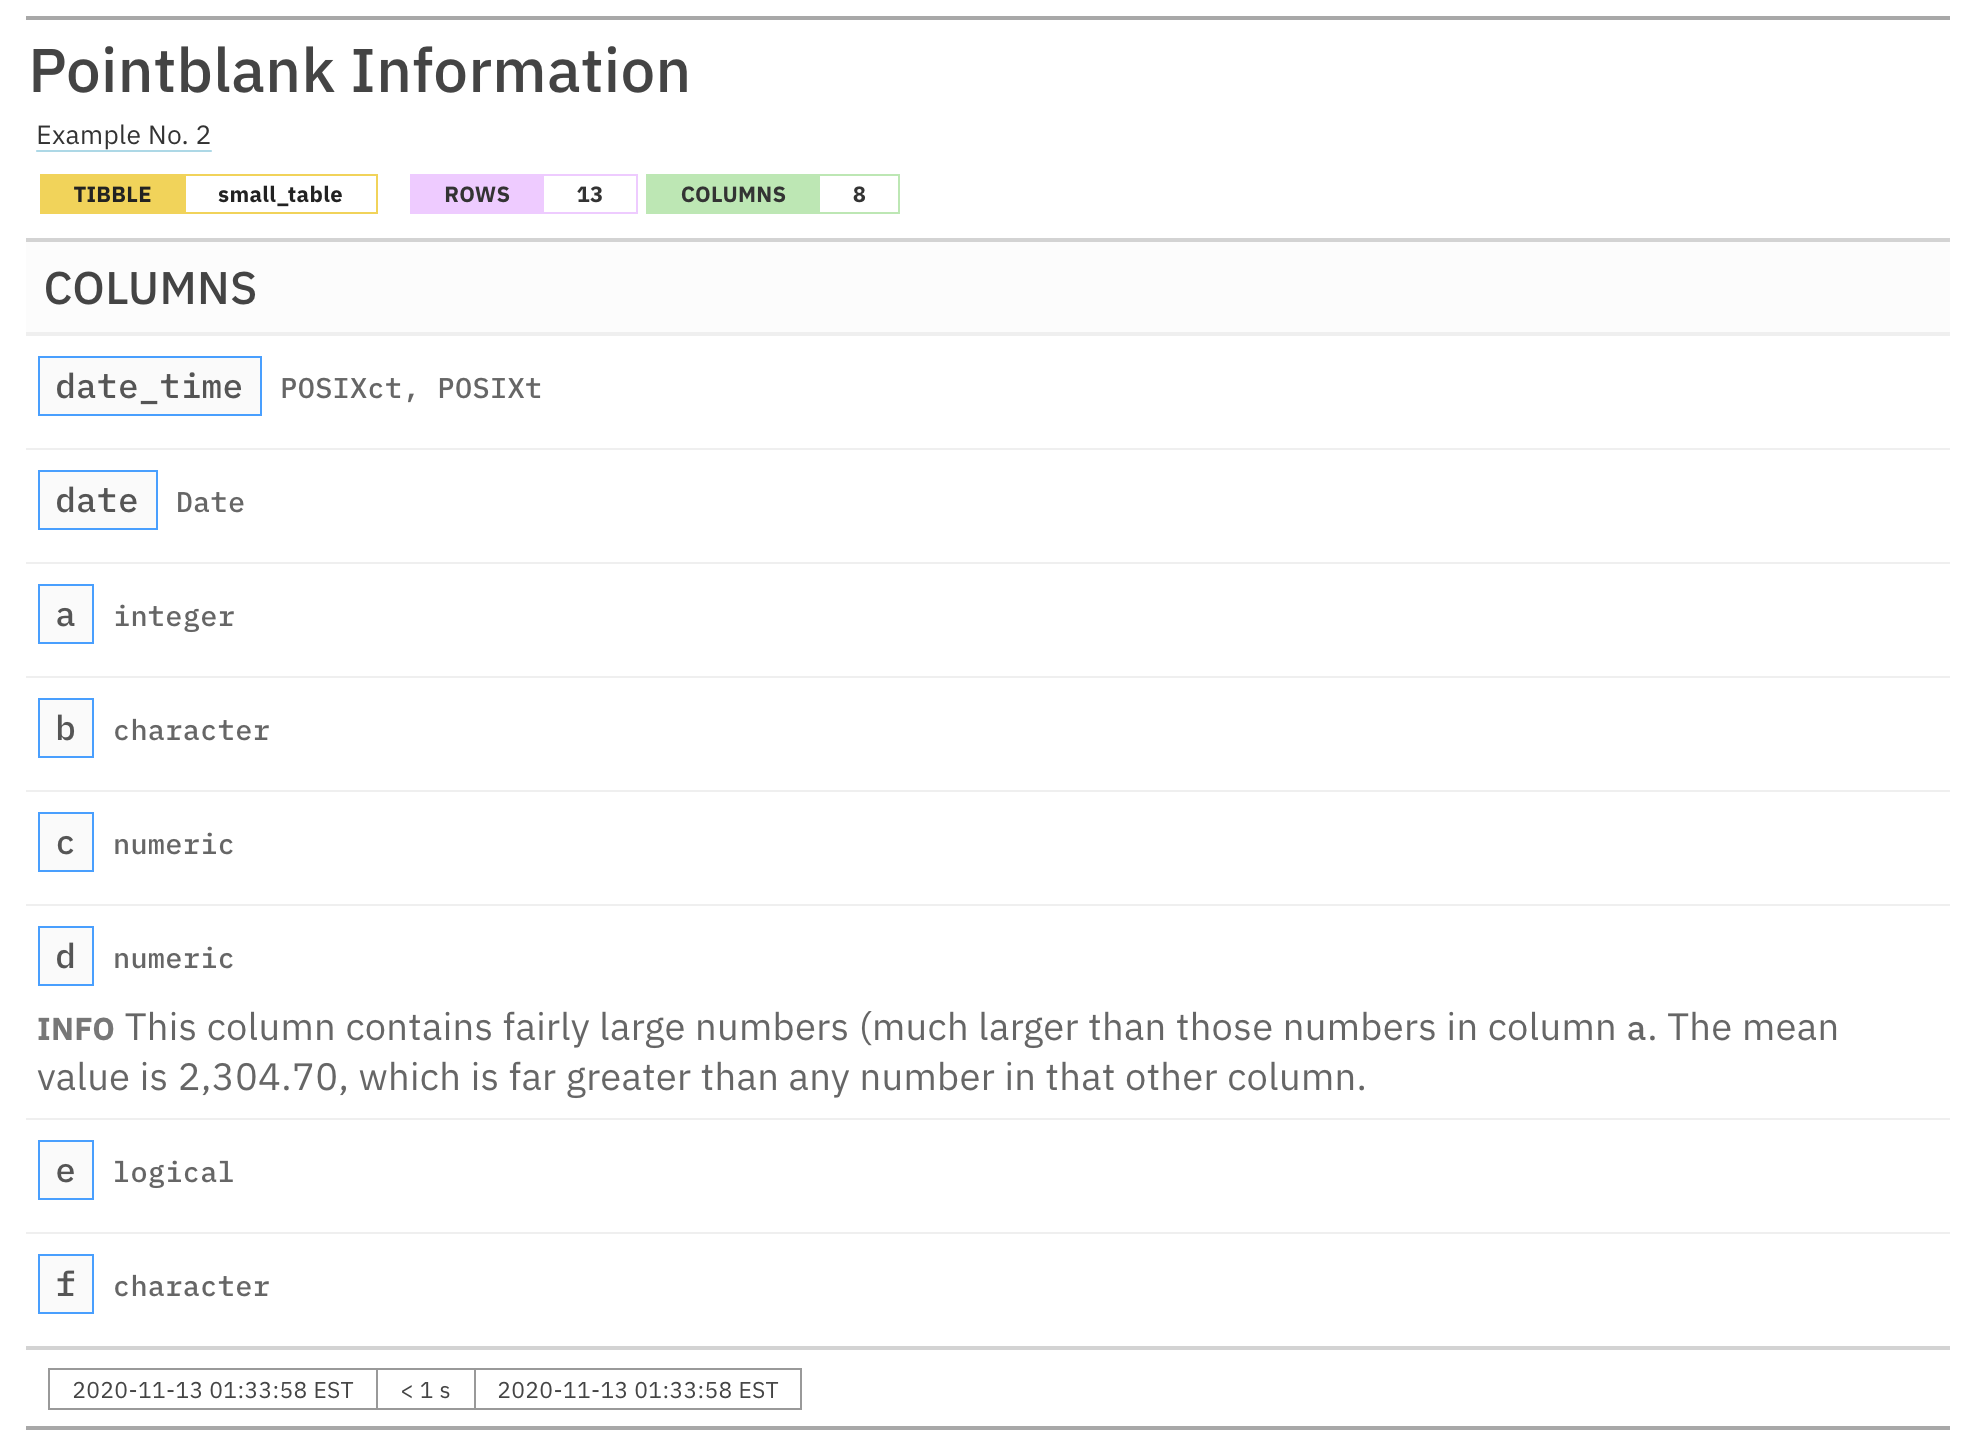 Pointblank Information
Example No. 2
TIBBLE small_table ROWS 13 COLUMNS 8
COLUMNS
date_time POSIXct, POSIXt
date Date
a integer
b character
c numeric
d numeric
INFO This column contains fairly large numbers (much larger than those numbers in column a. The mean
value is 2,304.70, which is far greater than any number in that other column.
e logical
f character
2020-11-13 01:33:58 EST < 1 s 2020-11-13 01:33:58 EST